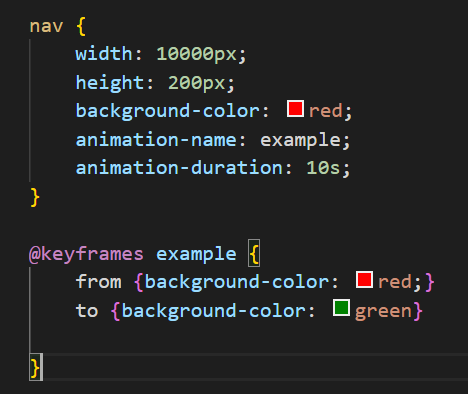 nav {
    width: 10000px;
    height: 200px;
    background-color: red;
    animation-name: example;
    animation-duration: 10s;
}

@keyframes example {
    from {background-color: red;}
    to {background-color: green}

}